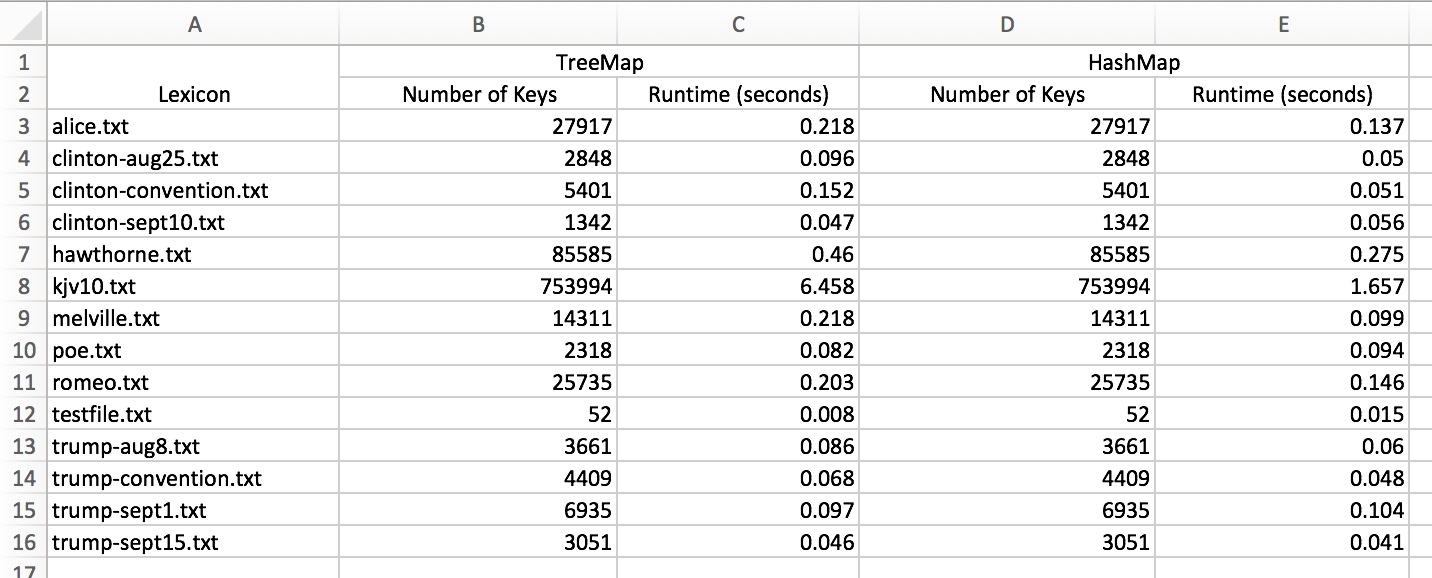 A B C D E
1 TreeMap HashMap
2 Lexicon Number of Keys Runtime (seconds) Number of Keys Runtime (seconds)
3 alice.txt 27917 0.218 27917 0.137
4 clinton-aug25.txt 2848 0.096 2848 0.05
5 clinton-convention.txt 5401 0.152 5401 0.051
6 clinton-sept10.txt 1342 0.047 1342 0.056
7 hawthorne.txt 85585 0.46 85585 0.275
8 kjv10.txt 753994 6.458 753994 1.657
9 melville.txt 14311 0.218 14311 0.099
10 poe.txt 2318 0.082 2318 0.094
11 romeo.txt 25735 0.203 25735 0.146
12 testfile.txt 52 0.008 52 0.015
13 trump-aug8.txt 3661 0.086 3661 0.06
14 trump-convention.txt 4409 0.068 4409 0.048
15 trump-sept1.txt 6935 0.097 6935 0.104
16 trump-sept15.txt 3051 0.046 3051 0.041
17